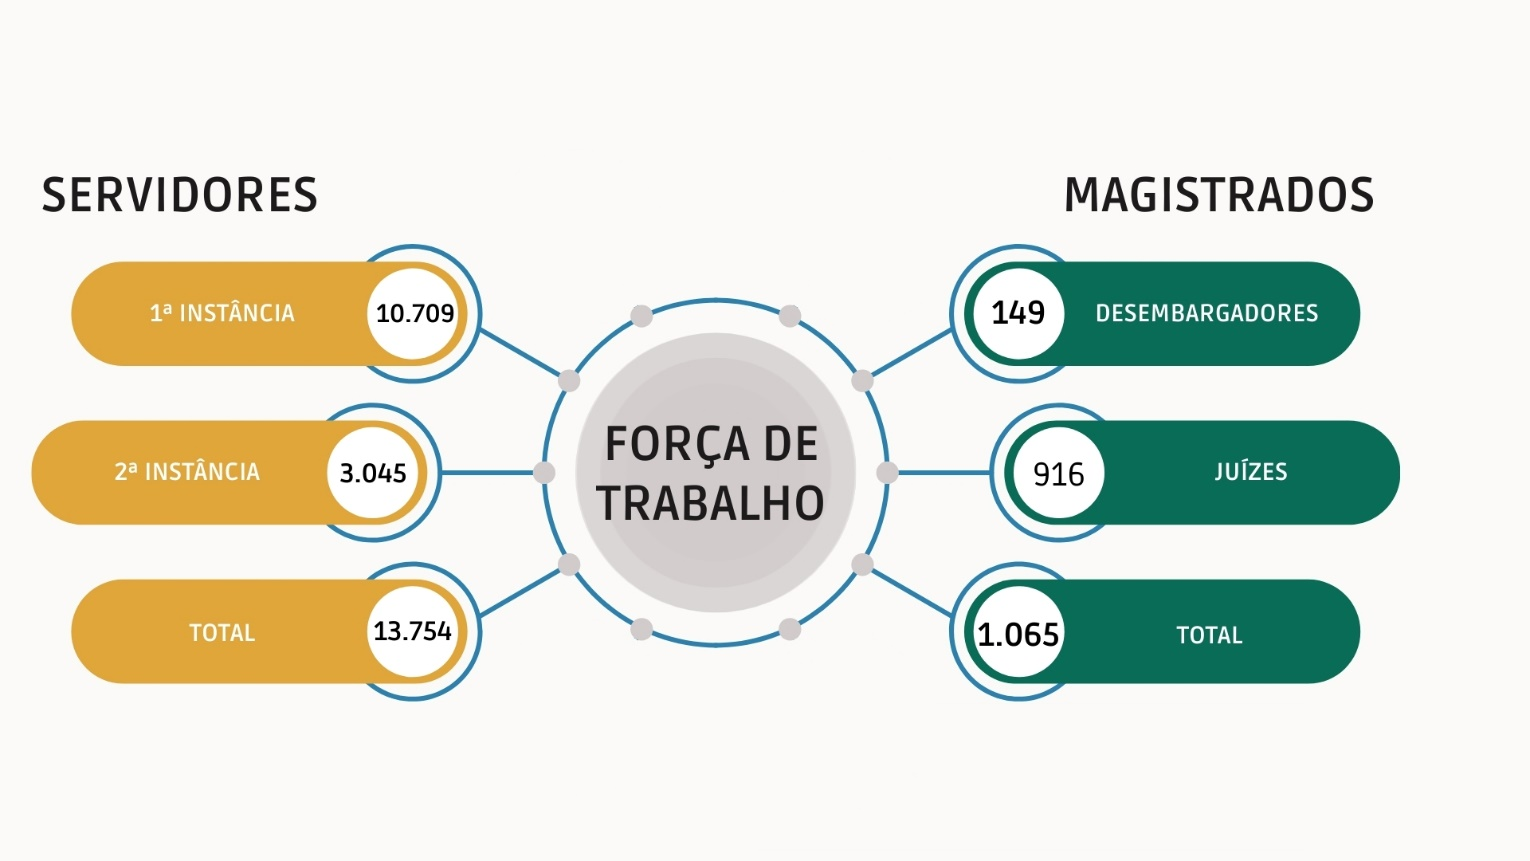 SERVIDORES
1ª INSTÂNCIA
10.709
2ª INSTÂNCIA
3.045
TOTAL
13.754
FORÇA DE
TRABALHO
MAGISTRADOS
149
DESEMBARGADORES
916
JUÍZES
1.065
TOTAL